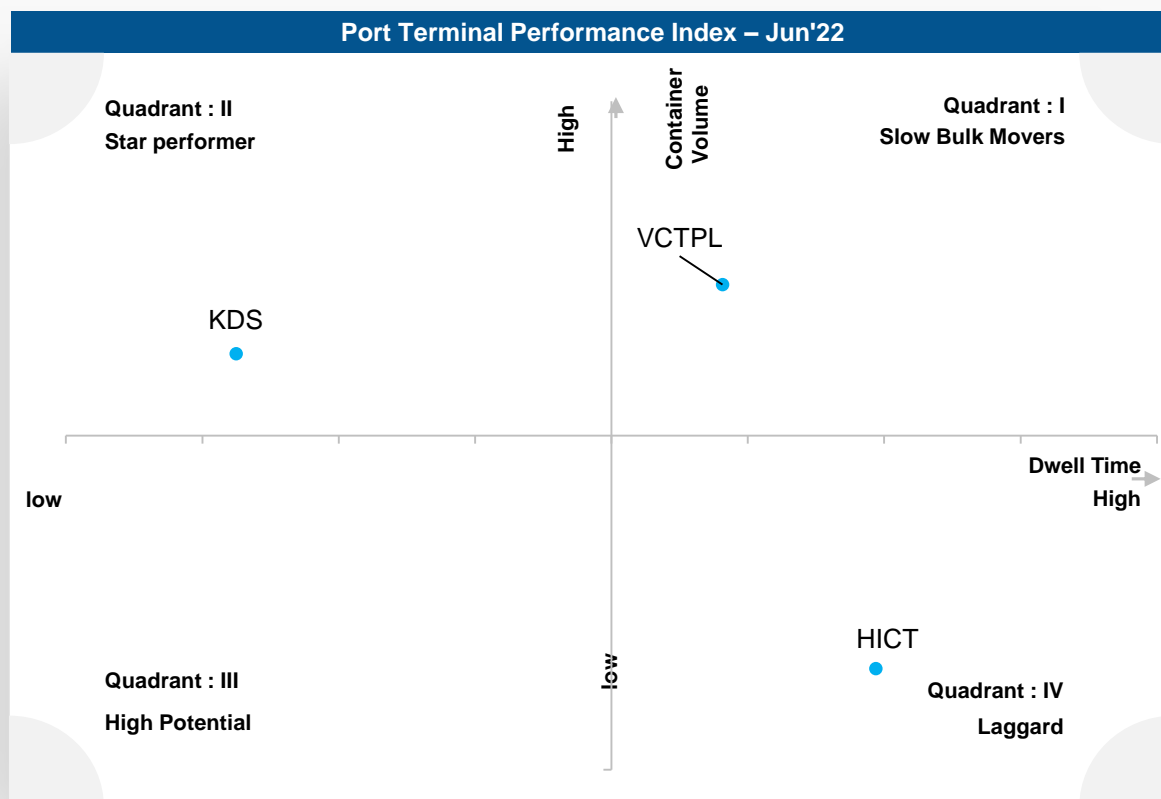 Port Terminal Performance Index – Jun'22
Quadrant : II
Star performer
High
Container
Volume
Quadrant : I
Slow Bulk Movers
VCTPL
KDS
Dwell Time
High
low
HICT
low
Quadrant : III
High Potential
Quadrant : IV
Laggard